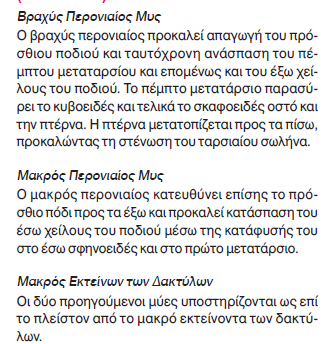 Βραχύς Περονιαίος Μυς
Ο βραχύς περονιαίος προκαλεί απαγωγή του πρό-
σθιου ποδιού και ταυτόχρονη ανάσπαση του πέ-
μπτου μεταταρσίου και επομένως και του έξω χεί-
λους του ποδιού. Το πέμπτο μετατάρσιο παρασύ-
ρει το κυβοειδές και τελικά το σκαφοειδές οστό και
την πτέρνα. Η πτέρνα μετατοπίζεται προς τα πίσω,
προκαλώντας τη στένωση του ταρσιαίου σωλήνα.
Μακρός Περονιαίος Μυς
Ο μακρός περονιαίος κατευθύνει επίσης το πρό-
σθιο πόδι προς τα έξω και προκαλεί κατάσπαση του
έσω χείλους του ποδιού μέσω της κατάφυσής του
στο έσω σφηνοειδές και στο πρώτο μετατάρσιο.
Μακρός Εκτείνων των Δακτύλων
Οι δύο προηγούμενοι μύες υποστηρίζονται ως επί
το πλείστον από το μακρό εκτείνοντα των δακτύ-
λων.